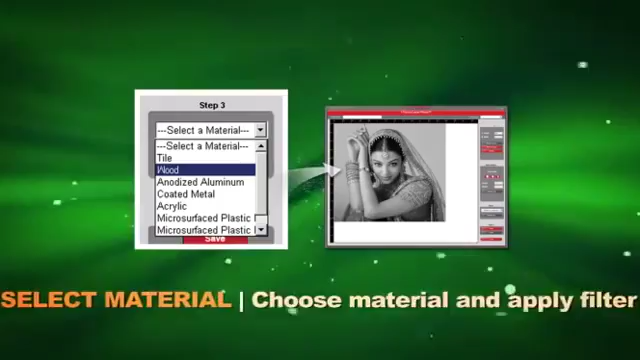 Step 3
---Select a Material---
---Select a Material---
Tile
Wood
Anodized Aluminum
Coated Metal
Acrylic
Microsurfaced Plastic
Microsurfaced Plastic
Save
SELECT MATERIAL | Choose material and apply filter